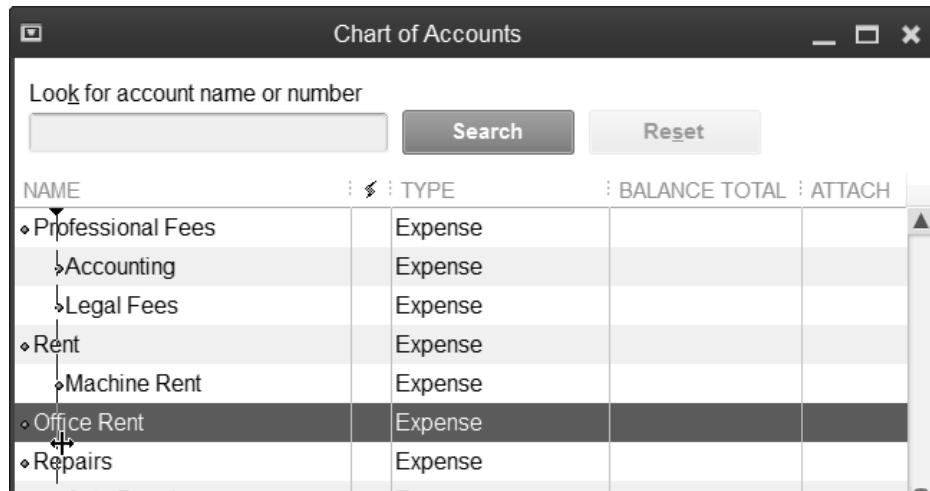 Chart of Accounts
Look for account name or number
Search Reset
NAME TYPE BALANCE TOTAL ATTACH
Professional Fees Expense
Accounting Expense
Legal Fees Expense
Rent Expense
Machine Rent Expense
Office Rent Expense
Repairs Expense